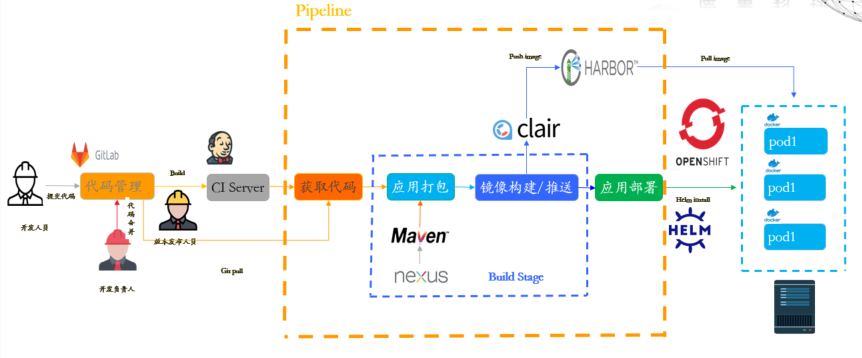 Pipeline
Push image
HARBOR™
Pull image
clair
GitLab
Build
代码管理
CI Server
获取代码
应用打包
镜像构建/推送
应用部署
OPENSHIFT
docker
pod1
docker
pod1
docker
pod1
提交代码
开发人员
代码合并
版本发布人员
开发负责人
Git pull
Maven™
nexus
Build Stage
Helm install
HELM